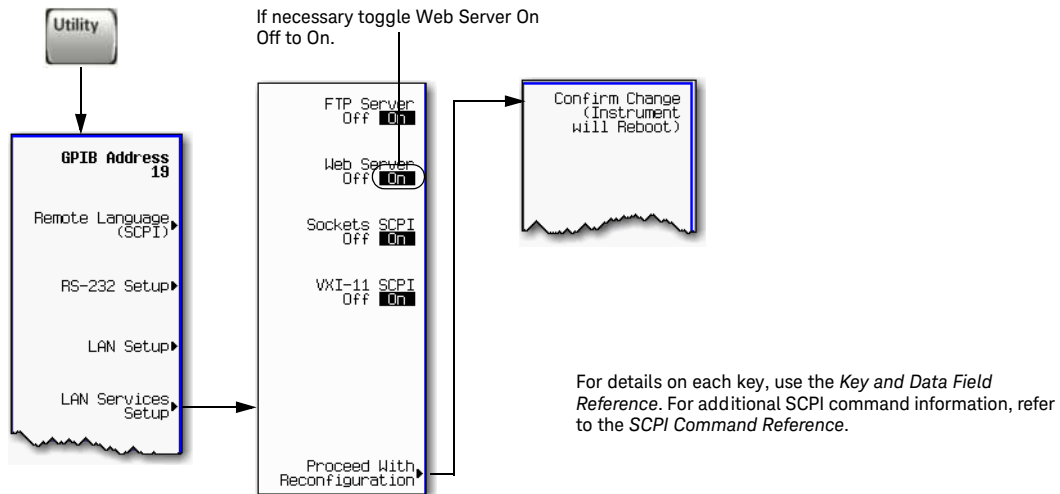 Utility
If necessary toggle Web Server On
Off to On.
GPIB Address
19
Remote Language
(SCPI)
RS-232 Setup
LAN Setup
LAN Services
Setup
FTP Server
Off On
Web Server
Off On
Sockets SCPI
Off On
VXI-11 SCPI
Off On
Proceed With
Reconfiguration
Confirm Change
(Instrument
will Reboot)
For details on each key, use the Key and Data Field
Reference. For additional SCPI command information, refer
to the SCPI Command Reference.